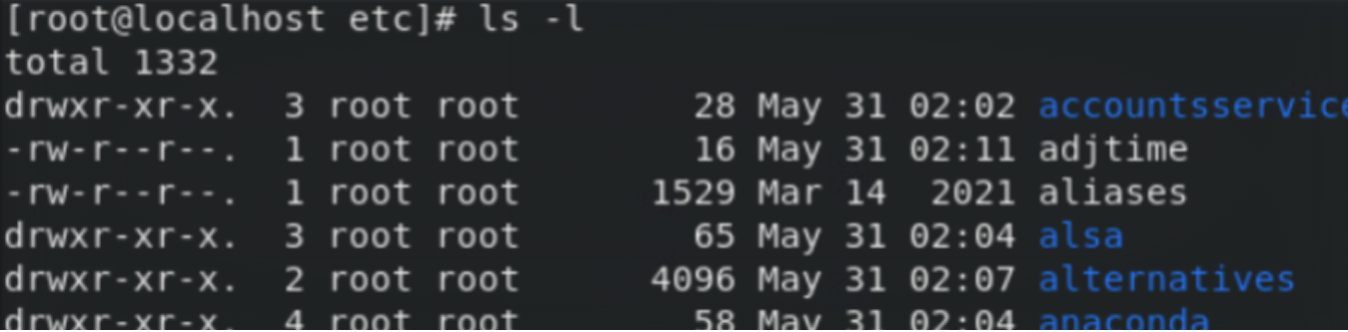 [root@localhost etc]# ls -l
total 1332
drwxr-xr-x.  3 root root      28 May 31 02:02 accountsservice
-rw-r--r--.  1 root root      16 May 31 02:11 adjtime
-rw-r--r--.  1 root root    1529 Mar 14  2021 aliases
drwxr-xr-x.  3 root root      65 May 31 02:04 alsa
drwxr-xr-x.  2 root root    4096 May 31 02:07 alternatives
drwxr-xr-x.  4 root root      58 May 31 02:04 anaconda